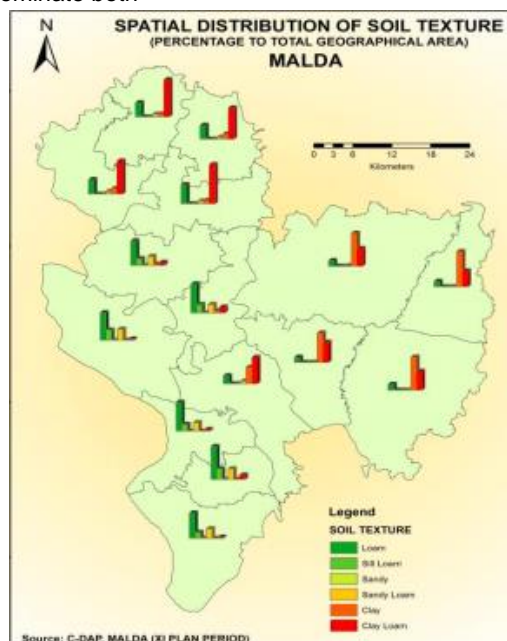 N
SPATIAL DISTRIBUTION OF SOIL TEXTURE
(PERCENTAGE TO TOTAL GEOGRAPHICAL AREA)
MALDA
0 3 6 12 18 24
Kilometers
Legend
SOIL TEXTURE
Loam
Silt Loam
Sandy
Sandy Loam
Clay
Clay Loam
Source: C-DAP, MALDA (XI PLAN PERIOD)